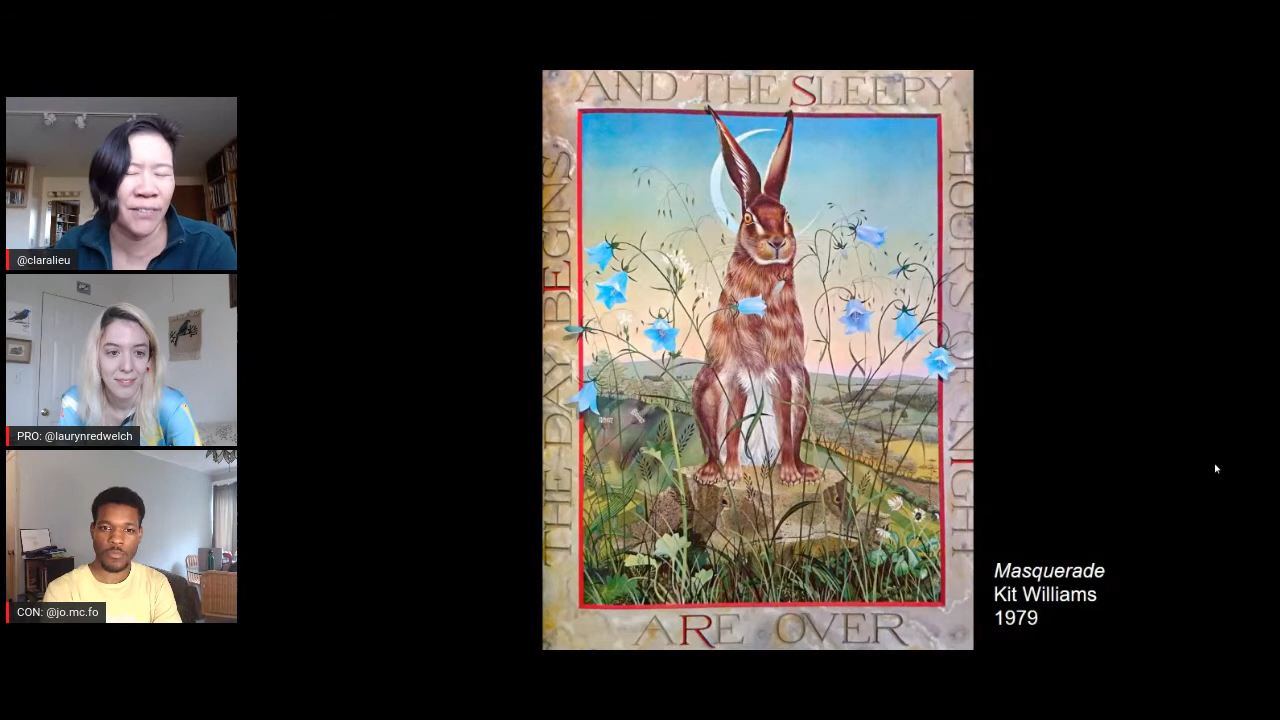 @claralieu
PRO: @laurynredwelch
CON: @jo.mc.fo
AND THE SLEEPY
HOURS OF NIGH
ARE OVER
THE DAY BEGINS
Masquerade
Kit Williams
1979